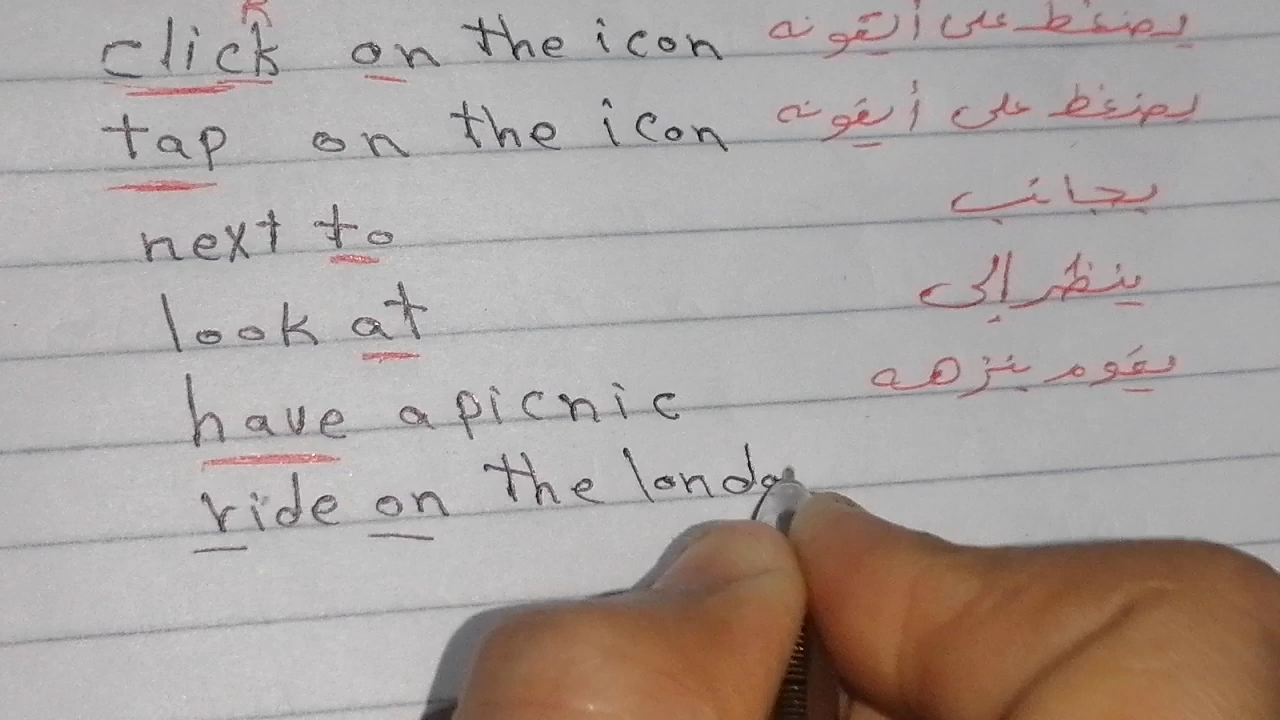 click on the icon يضغط على أيقونه
tap on the icon يضغط على أيقونه
next to بجانب
look at ينظر إلى
have a picnic يقوم بنزهه
ride on the londo